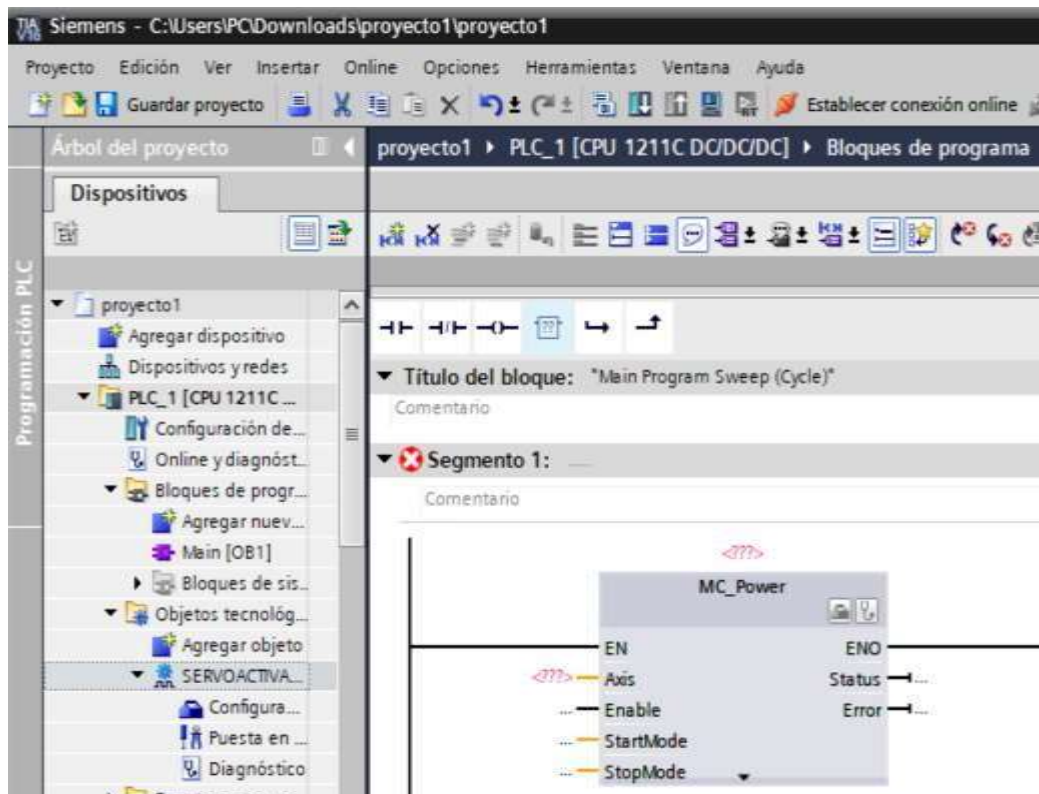 Siemens - C:\Users\PC\Downloads\proyecto1\proyecto1
Proyecto Edición Ver Insertar Online Opciones Herramientas Ventana Ayuda
Guardar proyecto
Establecer conexión online
Árbol del proyecto
proyecto1 ▸ PLC_1 [CPU 1211C DC/DC/DC] ▸ Bloques de programa
Dispositivos
Programación PLC
proyecto1
Agregar dispositivo
Dispositivos y redes
PLC_1 [CPU 1211C ...
Configuración de...
Online y diagnóst...
Bloques de progr...
Agregar nuev...
Main [OB1]
Bloques de sis...
Objetos tecnológ...
Agregar objeto
SERVOACTIVA...
Configura...
Puesta en ...
Diagnóstico
Título del bloque: "Main Program Sweep (Cycle)"
Comentario
Segmento 1:
Comentario
<???>
MC_Power
EN ENO
<???> Axis Status ...
... Enable Error ...
... StartMode
... StopMode